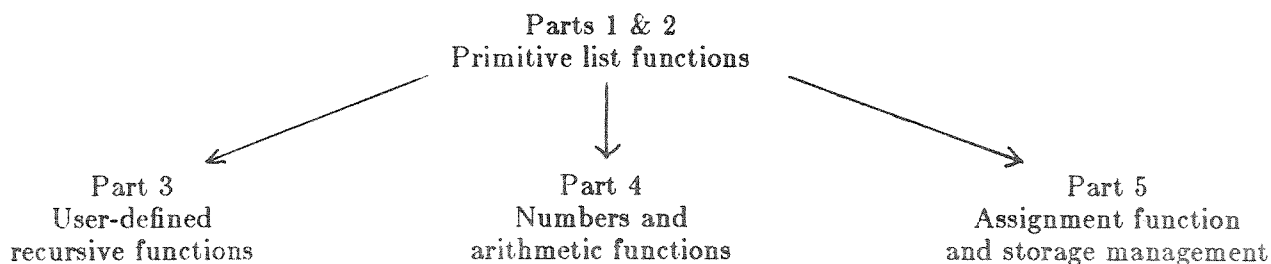 Parts 1 & 2
Primitive list functions
Part 3
User-defined
recursive functions
Part 4
Numbers and
arithmetic functions
Part 5
Assignment function
and storage management